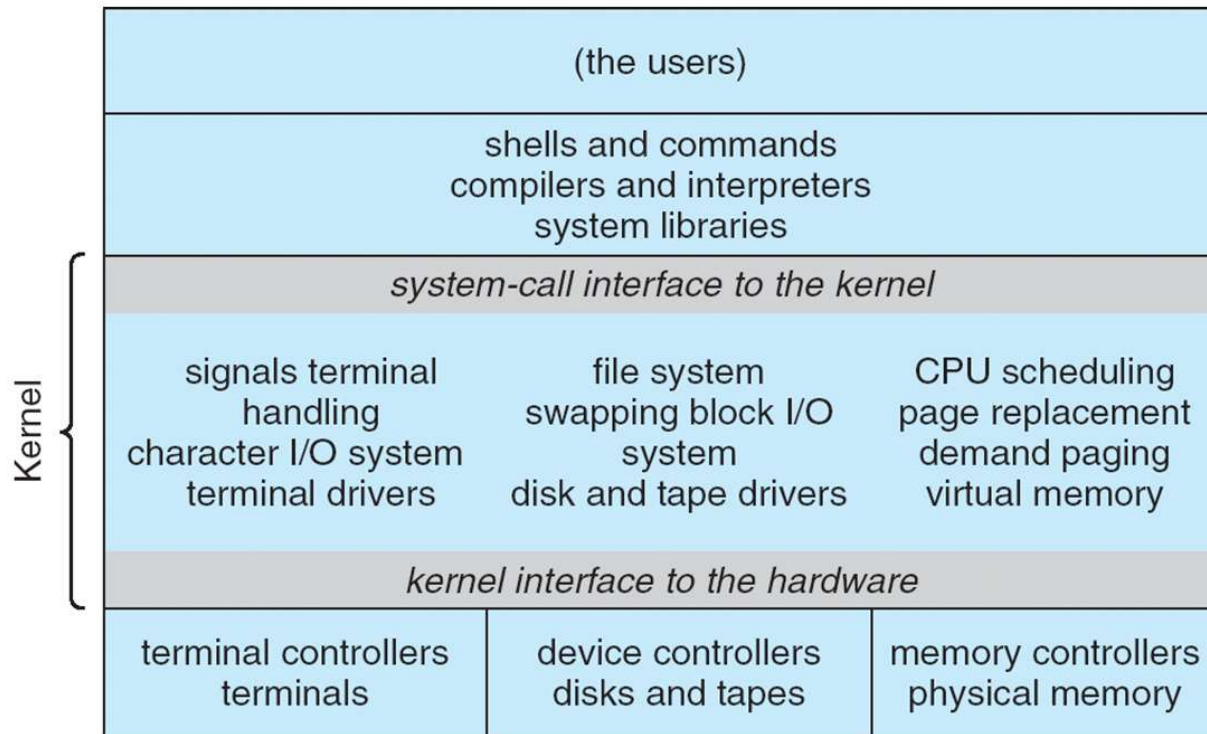 (the users)
shells and commands
compilers and interpreters
system libraries
Kernel
system-call interface to the kernel
signals terminal
handling
character I/O system
terminal drivers
file system
swapping block I/O
system
disk and tape drivers
CPU scheduling
page replacement
demand paging
virtual memory
kernel interface to the hardware
terminal controllers
terminals
device controllers
disks and tapes
memory controllers
physical memory